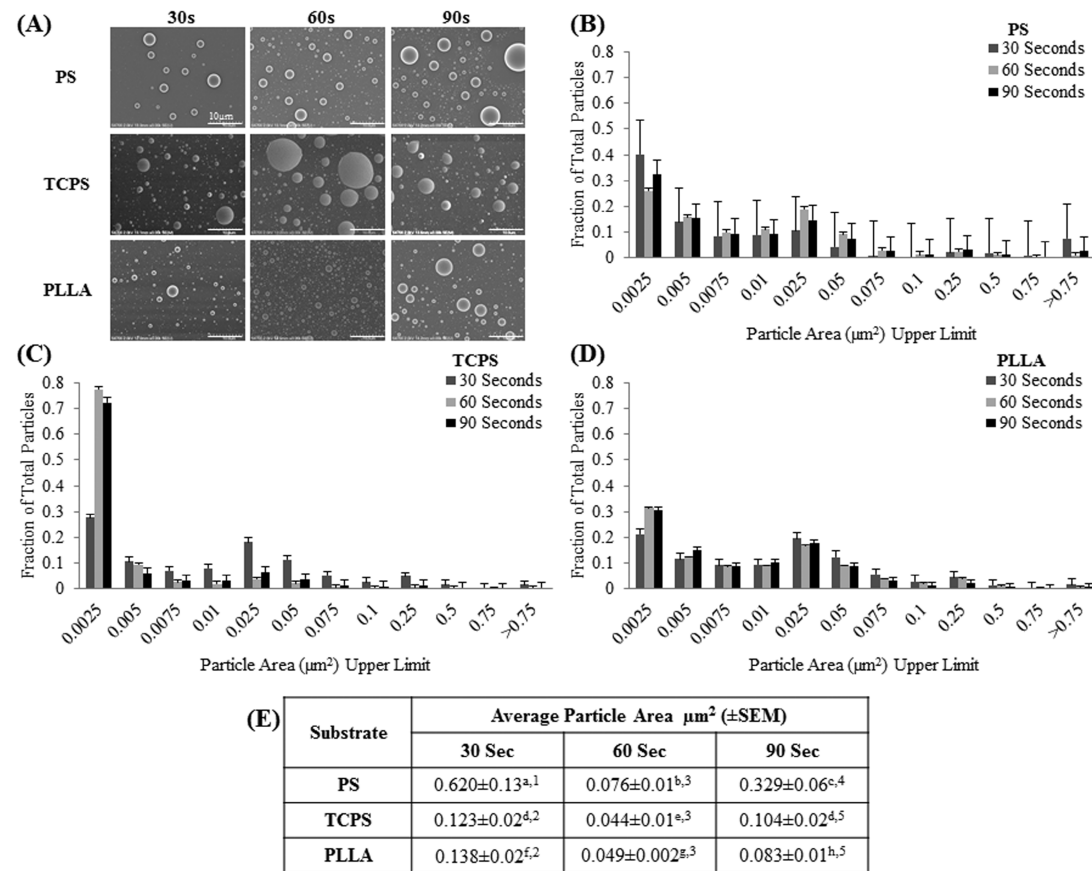 (A)
30s
60s
90s
PS
TCPS
PLLA
10μm
(B)
PS
30 Seconds
60 Seconds
90 Seconds
Fraction of Total Particles
0.8
0.7
0.6
0.5
0.4
0.3
0.2
0.1
0
0.0025
0.005
0.0075
0.01
0.025
0.05
0.075
0.1
0.25
0.5
0.75
>0.75
Particle Area (μm²) Upper Limit
(C)
TCPS
30 Seconds
60 Seconds
90 Seconds
Fraction of Total Particles
0.8
0.7
0.6
0.5
0.4
0.3
0.2
0.1
0
0.0025
0.005
0.0075
0.01
0.025
0.05
0.075
0.1
0.25
0.5
0.75
>0.75
Particle Area (μm²) Upper Limit
(D)
PLLA
30 Seconds
60 Seconds
90 Seconds
Fraction of Total Particles
0.8
0.7
0.6
0.5
0.4
0.3
0.2
0.1
0
0.0025
0.005
0.0075
0.01
0.025
0.05
0.075
0.1
0.25
0.5
0.75
>0.75
Particle Area (μm²) Upper Limit
(E)
Substrate
Average Particle Area μm² (±SEM)
30 Sec 60 Sec 90 Sec
PS 0.620±0.13a,1 0.076±0.01b,3 0.329±0.06c,4
TCPS 0.123±0.02d,2 0.044±0.01e,3 0.104±0.02d,5
PLLA 0.138±0.02f,2 0.049±0.002g,3 0.083±0.01h,5